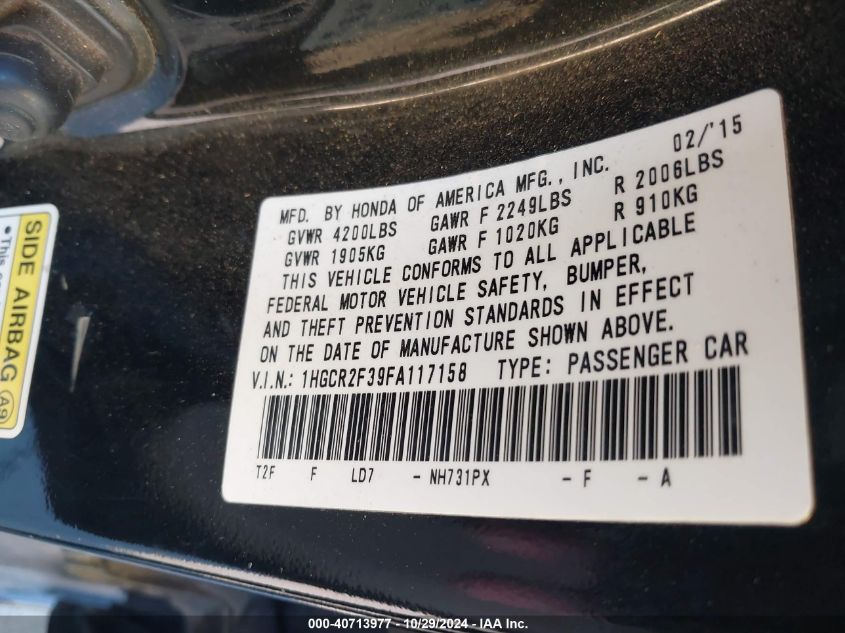 02/'15
MFD. BY HONDA OF AMERICA MFG., INC.
GVWR 4200LBS GAWR F 2249LBS R 2006LBS
GVWR 1905KG GAWR F 1020KG R 910KG
THIS VEHICLE CONFORMS TO ALL APPLICABLE
FEDERAL MOTOR VEHICLE SAFETY, BUMPER,
AND THEFT PREVENTION STANDARDS IN EFFECT
ON THE DATE OF MANUFACTURE SHOWN ABOVE.
V.I.N.: 1HGCR2F39FA117158 TYPE: PASSENGER CAR
T2F F LD7 - NH731PX - F - A
SIDE AIRBAG A9
•This
000-40713977 - 10/29/2024 - IAA Inc.